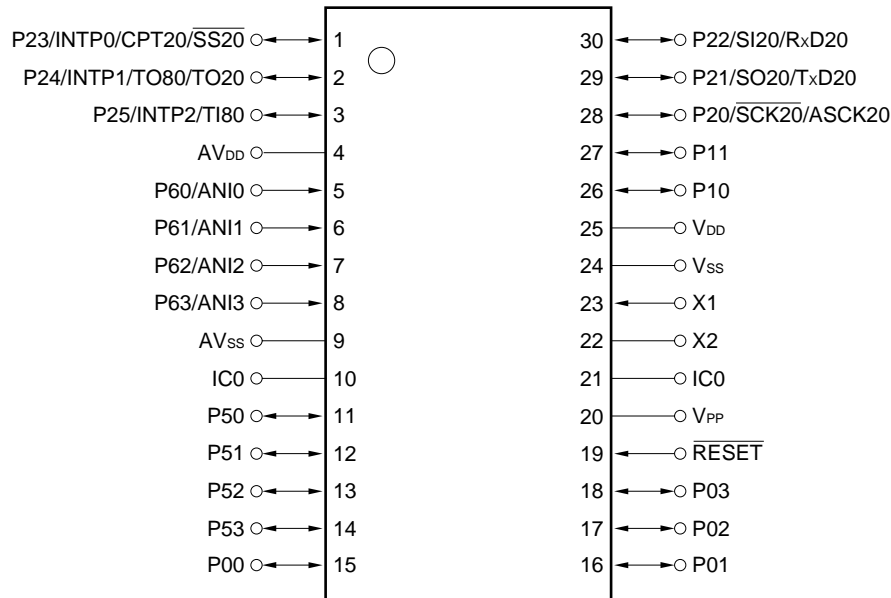 P23/INTP0/CPT20/SS20 1 30 P22/SI20/RxD20
P24/INTP1/TO80/TO20 2 29 P21/SO20/TxD20
P25/INTP2/TI80 3 28 P20/SCK20/ASCK20
AVDD 4 27 P11
P60/ANI0 5 26 P10
P61/ANI1 6 25 VDD
P62/ANI2 7 24 VSS
P63/ANI3 8 23 X1
AVSS 9 22 X2
IC0 10 21 IC0
P50 11 20 VPP
P51 12 19 RESET
P52 13 18 P03
P53 14 17 P02
P00 15 16 P01